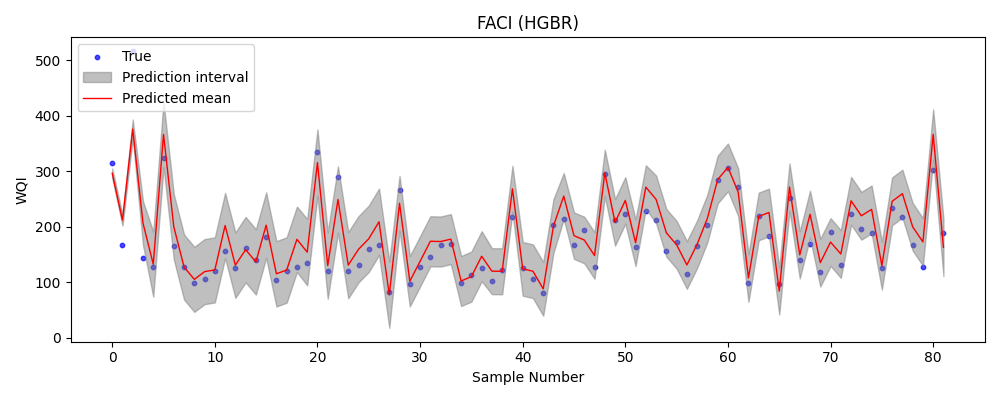 FACI (HGBR)
True
Prediction interval
Predicted mean
WQI
500
400
300
200
100
0
0 10 20 30 40 50 60 70 80
Sample Number